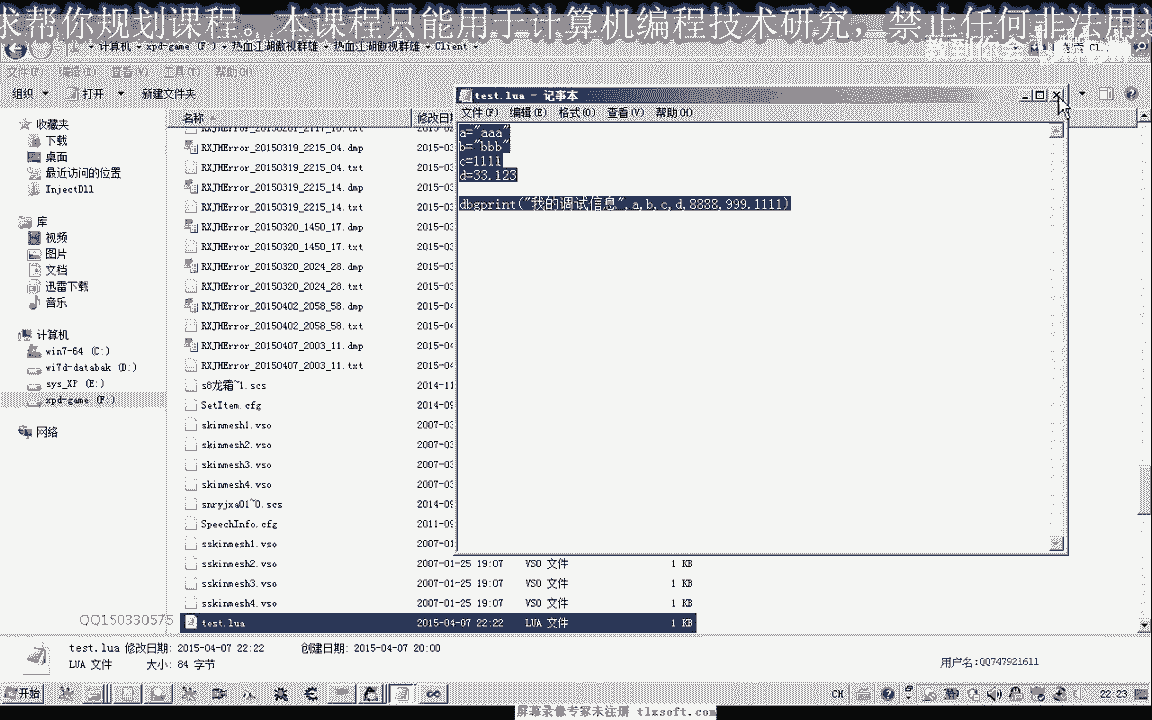 求帮你规划课程。本课程只能用于计算机编程技术研究，禁止任何非法用途
计算机 xpd-game (F:) 热血江湖傲视群雄 热血江湖傲视群雄 Client
文件(F) 编辑(E) 查看(V) 工具(T) 帮助(H)
组织 打开 新建文件夹
收藏夹
下载
桌面
最近访问的位置
InjectDll
库
视频
图片
文档
迅雷下载
音乐
计算机
win7-64 (C:)
wi7d-databak (D:)
sys_XP (E:)
xpd-game (F:)
网络
名称 修改日期
RXJHError_20150319_2215_04.dmp 2015-03
RXJHError_20150319_2215_04.txt 2015-03
RXJHError_20150319_2215_14.dmp 2015-03
RXJHError_20150319_2215_14.txt 2015-03
RXJHError_20150320_1450_17.dmp 2015-03
RXJHError_20150320_1450_17.txt 2015-03
RXJHError_20150320_2024_28.dmp 2015-03
RXJHError_20150320_2024_28.txt 2015-03
RXJHError_20150402_2058_58.dmp 2015-04
RXJHError_20150402_2058_58.txt 2015-04
RXJHError_20150407_2003_11.dmp 2015-04
RXJHError_20150407_2003_11.txt 2015-04
s8龙霜~1.scs 2014-11
SetItem.cfg 2014-09
skinmesh1.vso 2007-03
skinmesh2.vso 2007-03
skinmesh3.vso 2007-03
skinmesh4.vso 2007-03
snryjxa01~0.scs 2014-09
SpeechInfo.cfg 2011-09
sskinmesh1.vso 2007-01
sskinmesh2.vso 2007-01-25 19:07 VSO 文件 1 KB
sskinmesh3.vso 2007-01-25 19:07 VSO 文件 1 KB
sskinmesh4.vso 2007-01-25 19:07 VSO 文件 1 KB
test.lua 2015-04-07 22:22 LUA 文件 1 KB
test.lua - 记事本
文件(F) 编辑(E) 格式(O) 查看(V) 帮助(H)
a="aaa"
b="bbb"
c=1111
d=33.123
dbgprint("我的调试信息",a,b,c,d,8888,999.1111)
QQ150330575
test.lua 修改日期: 2015-04-07 22:22 创建日期: 2015-04-07 20:00
LUA 文件 大小: 84 字节
用户名:QQ747921611
开始 CH 22:23
屏幕录像专家未注册 tlxsoft.com